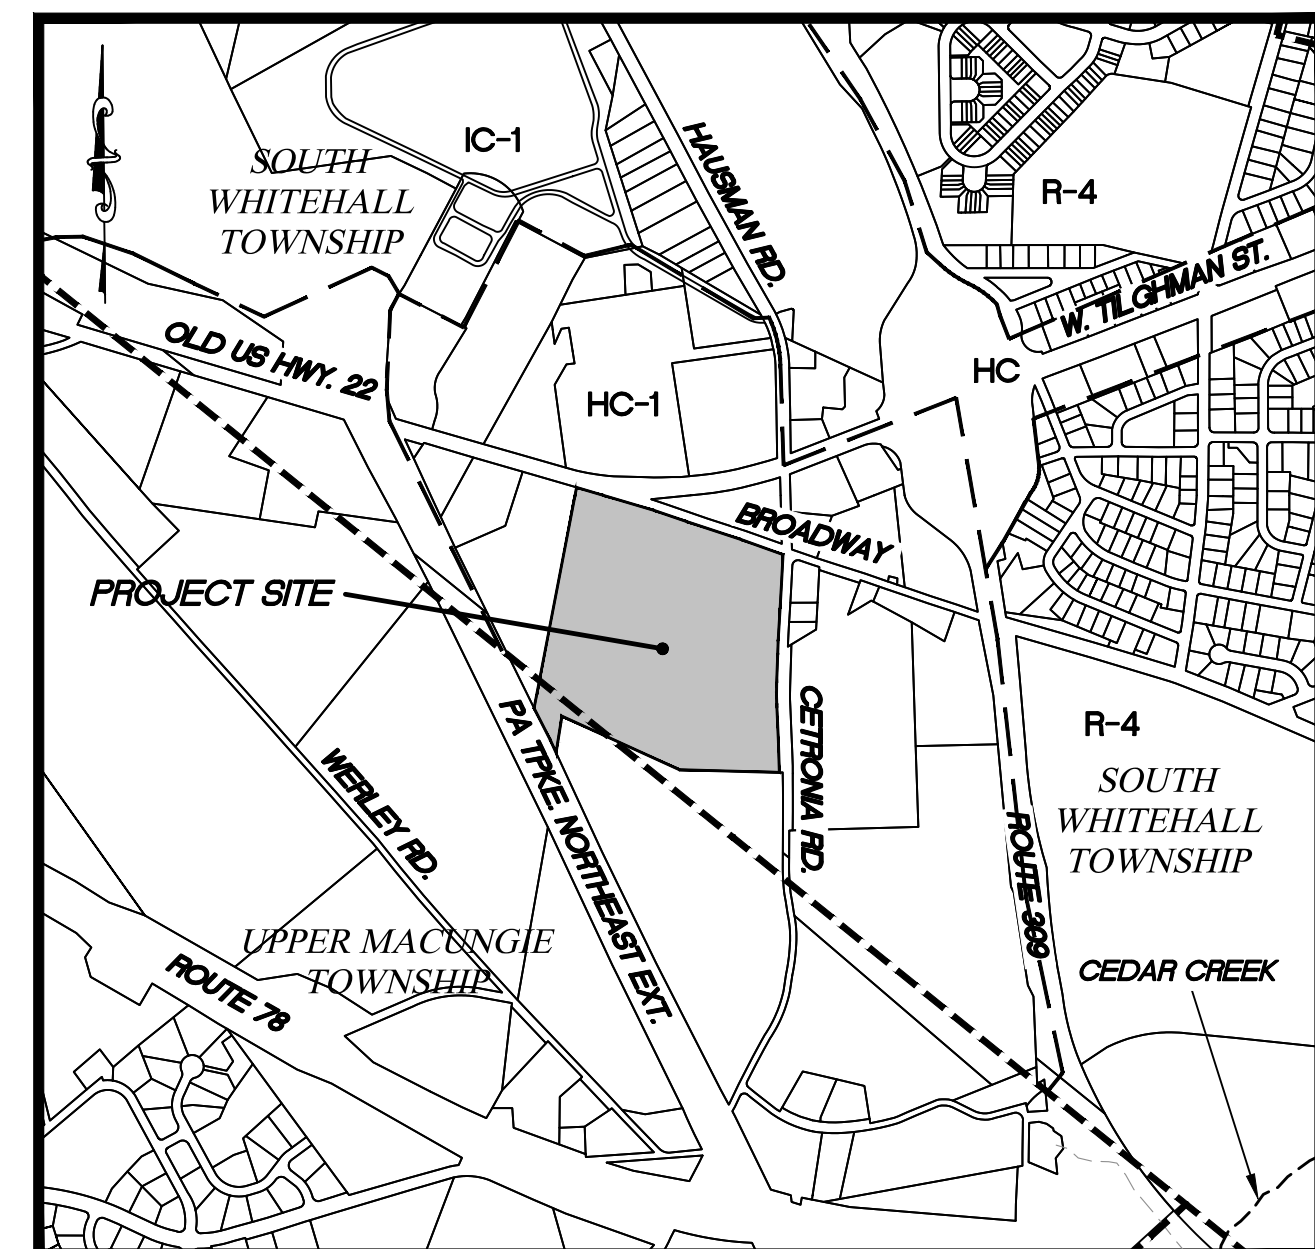 IC-1
SOUTH
WHITEHALL
TOWNSHIP
HAUSMAN RD.
R-4
W. TILGHMAN ST.
OLD US HWY. 22
HC
HC-1
BROADWAY
PROJECT SITE
CETRONIA RD.
PA TPKE. NORTHEAST EXT.
R-4
SOUTH
WHITEHALL
TOWNSHIP
WERLEY RD.
ROUTE 309
UPPER MACUNGIE
TOWNSHIP
ROUTE 78
CEDAR CREEK